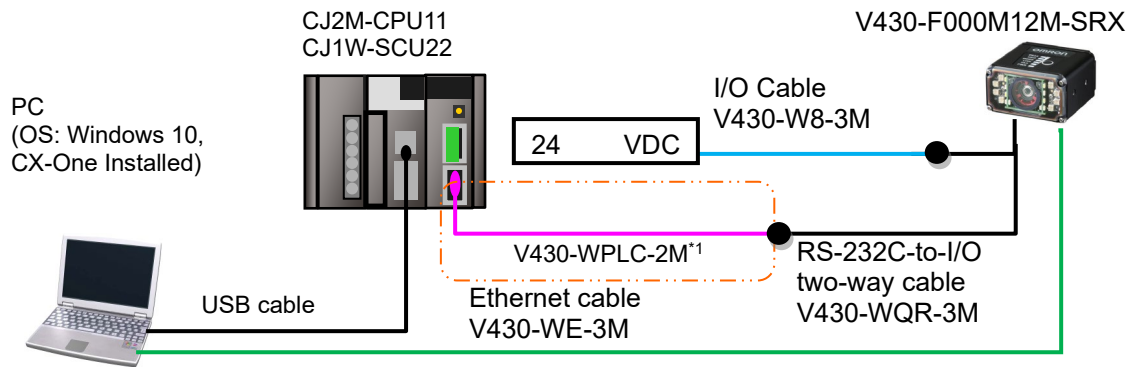 CJ2M-CPU11
CJ1W-SCU22
V430-F000M12M-SRX
omron
PC
(OS: Windows 10,
CX-One Installed)
I/O Cable
V430-W8-3M
24 VDC
V430-WPLC-2M*1
RS-232C-to-I/O
two-way cable
V430-WQR-3M
USB cable
Ethernet cable
V430-WE-3M